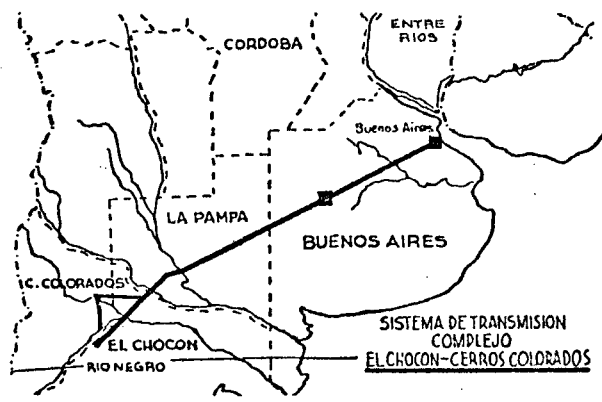 ENTRE
RIOS
CORDOBA
Buenos Aires
LA PAMPA
BUENOS AIRES
C. COLORADOS
EL CHOCON
RIO NEGRO
SISTEMA DE TRANSMISION
COMPLEJO
EL CHOCON-CERROS COLORADOS